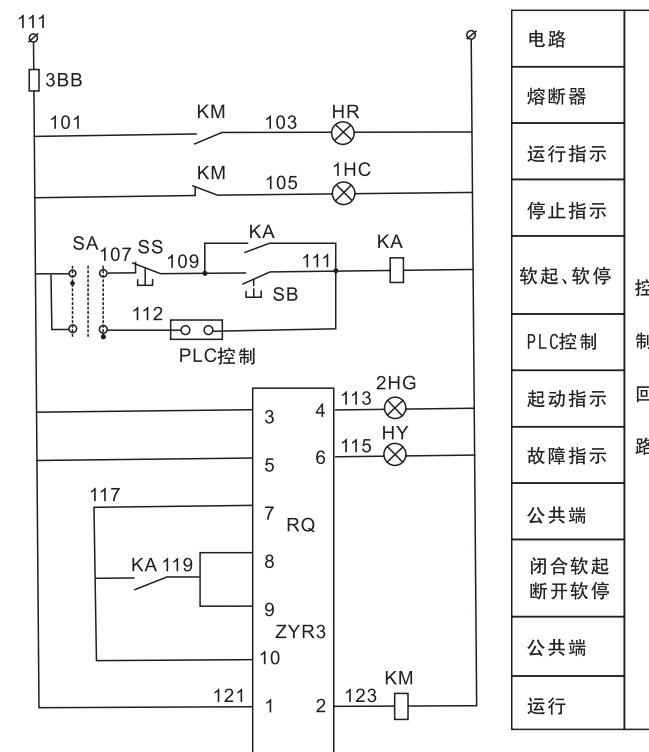 111
3BB
101
KM
103
HR
KM
105
1HC
SA
107
SS
109
KA
111
KA
SB
112
PLC控制
3
4
113
2HG
5
6
115
HY
117
7
RQ
8
KA 119
9
ZYR3
10
121
1
2
123
KM
电路
熔断器
运行指示
停止指示
软起、软停
PLC控制
起动指示
故障指示
公共端
闭合软起
断开软停
公共端
运行
控
制
回
路